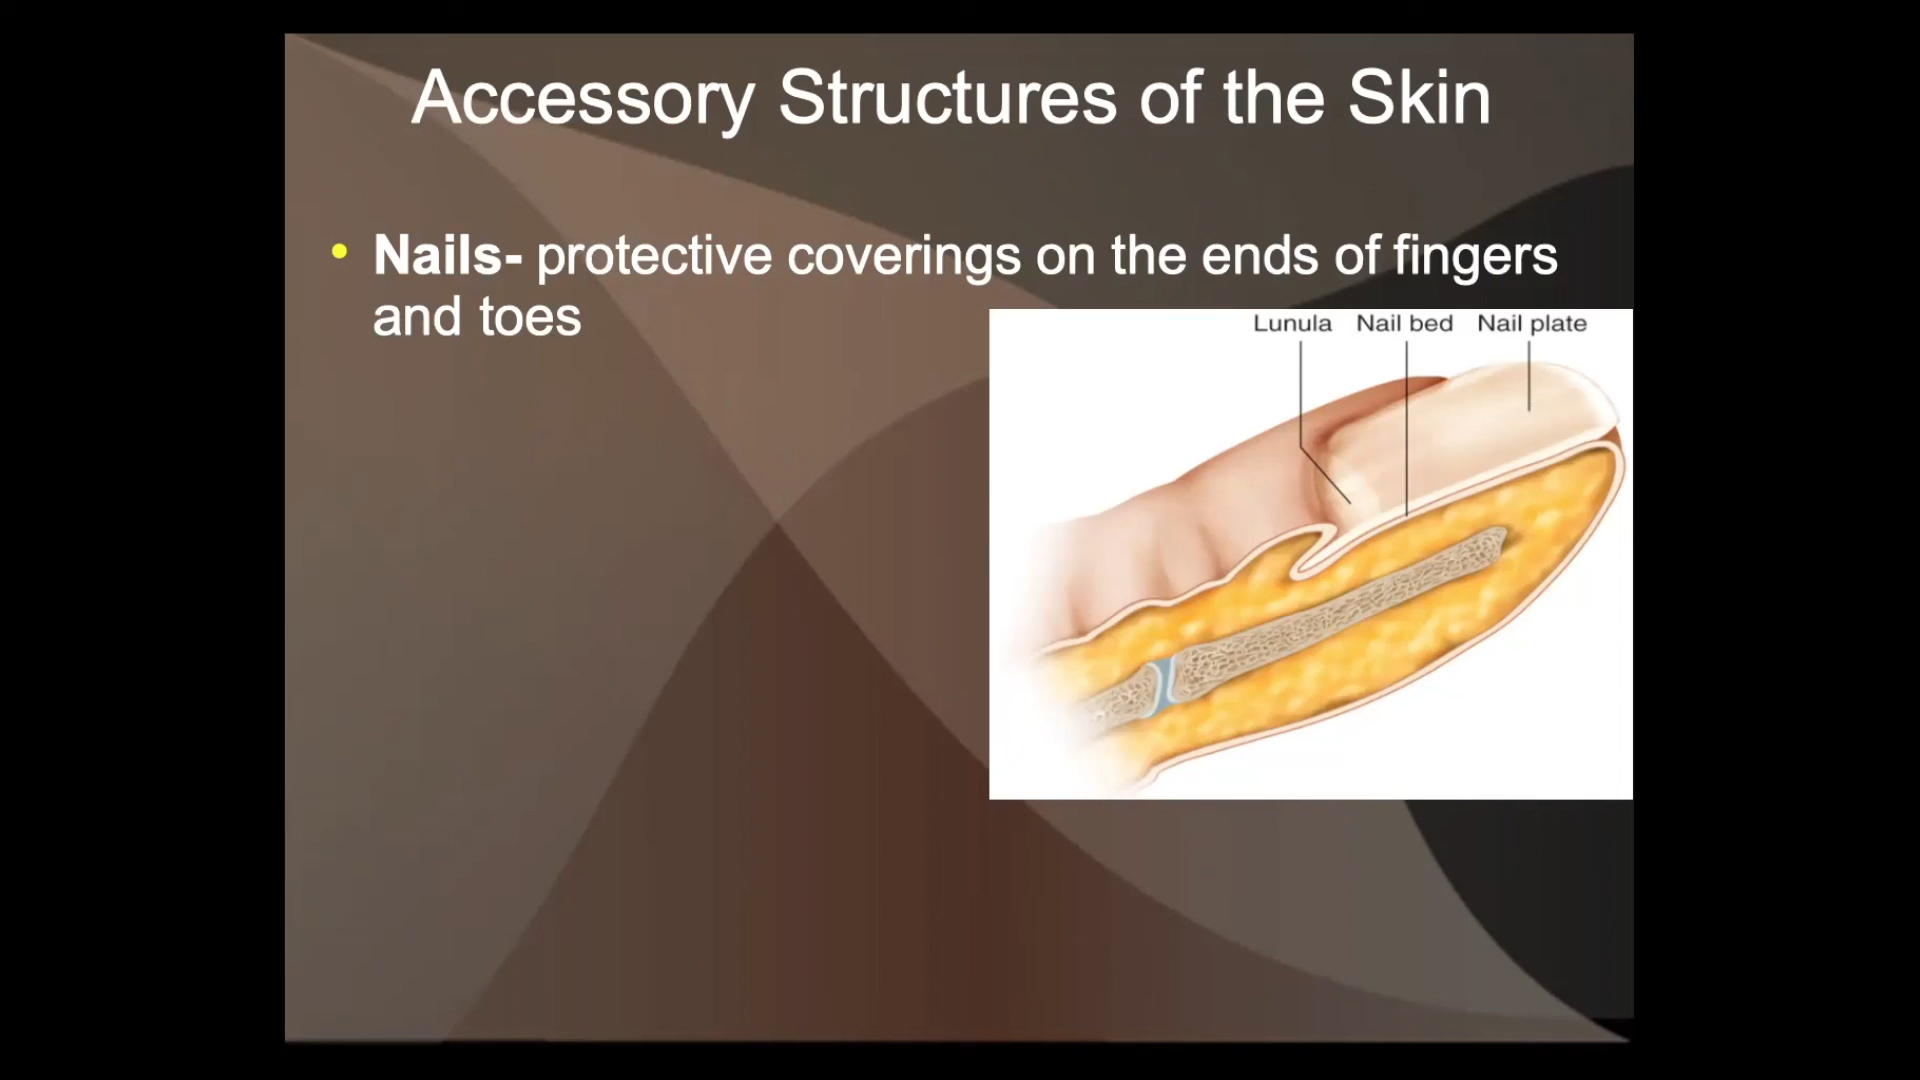 Accessory Structures of the Skin
• Nails- protective coverings on the ends of fingers
and toes
Lunula Nail bed Nail plate